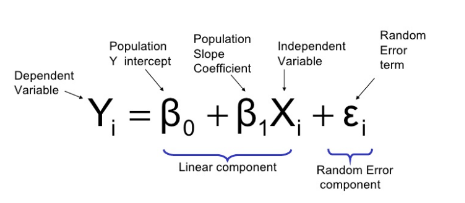 Dependent
Variable
Population
Y intercept
Population
Slope
Coefficient
Independent
Variable
Random
Error
term
Yᵢ = β₀ + β₁Xᵢ + εᵢ
Linear component
Random Error
component